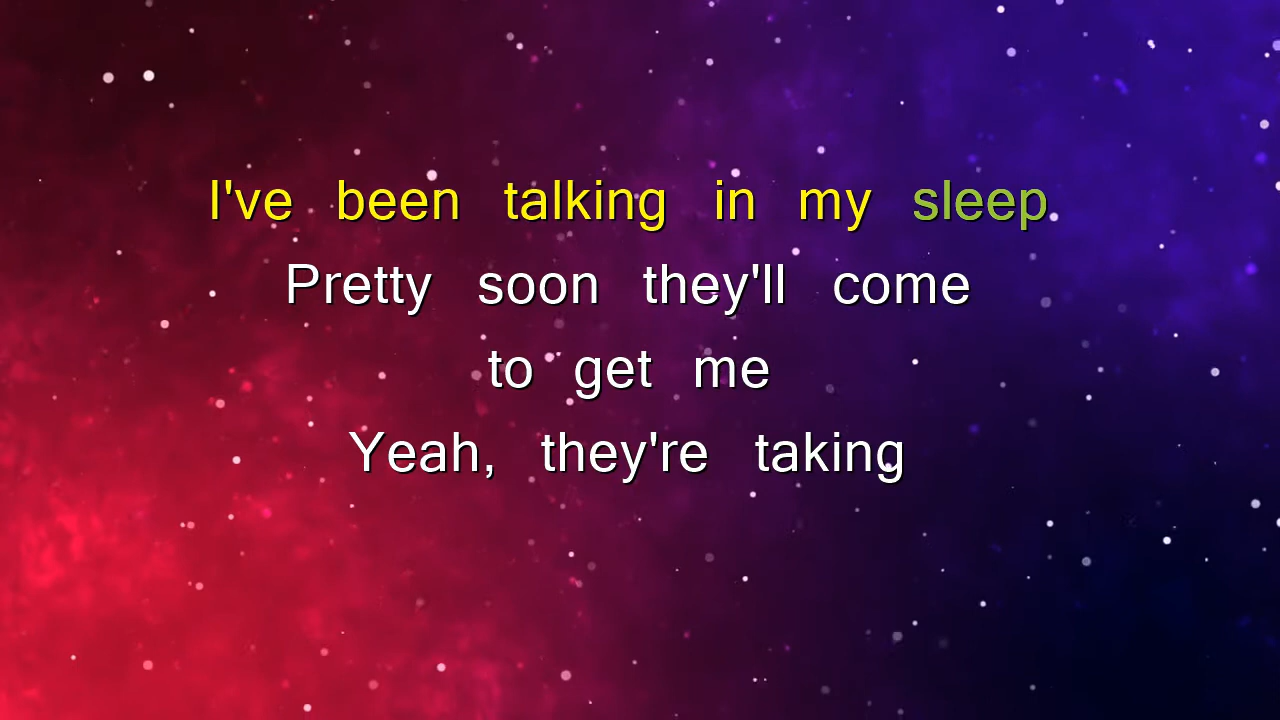 I've been talking in my sleep
Pretty soon they'll come
to get me
Yeah, they're taking